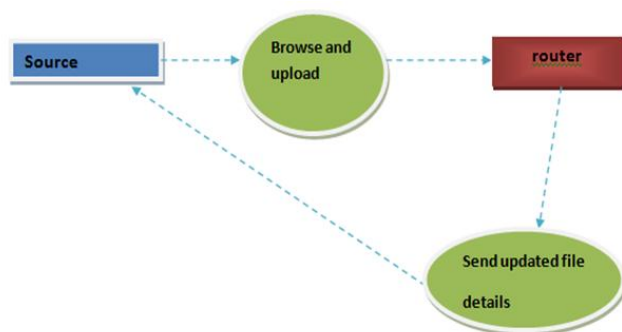 Source
Browse and
upload
router
Send updated file
details